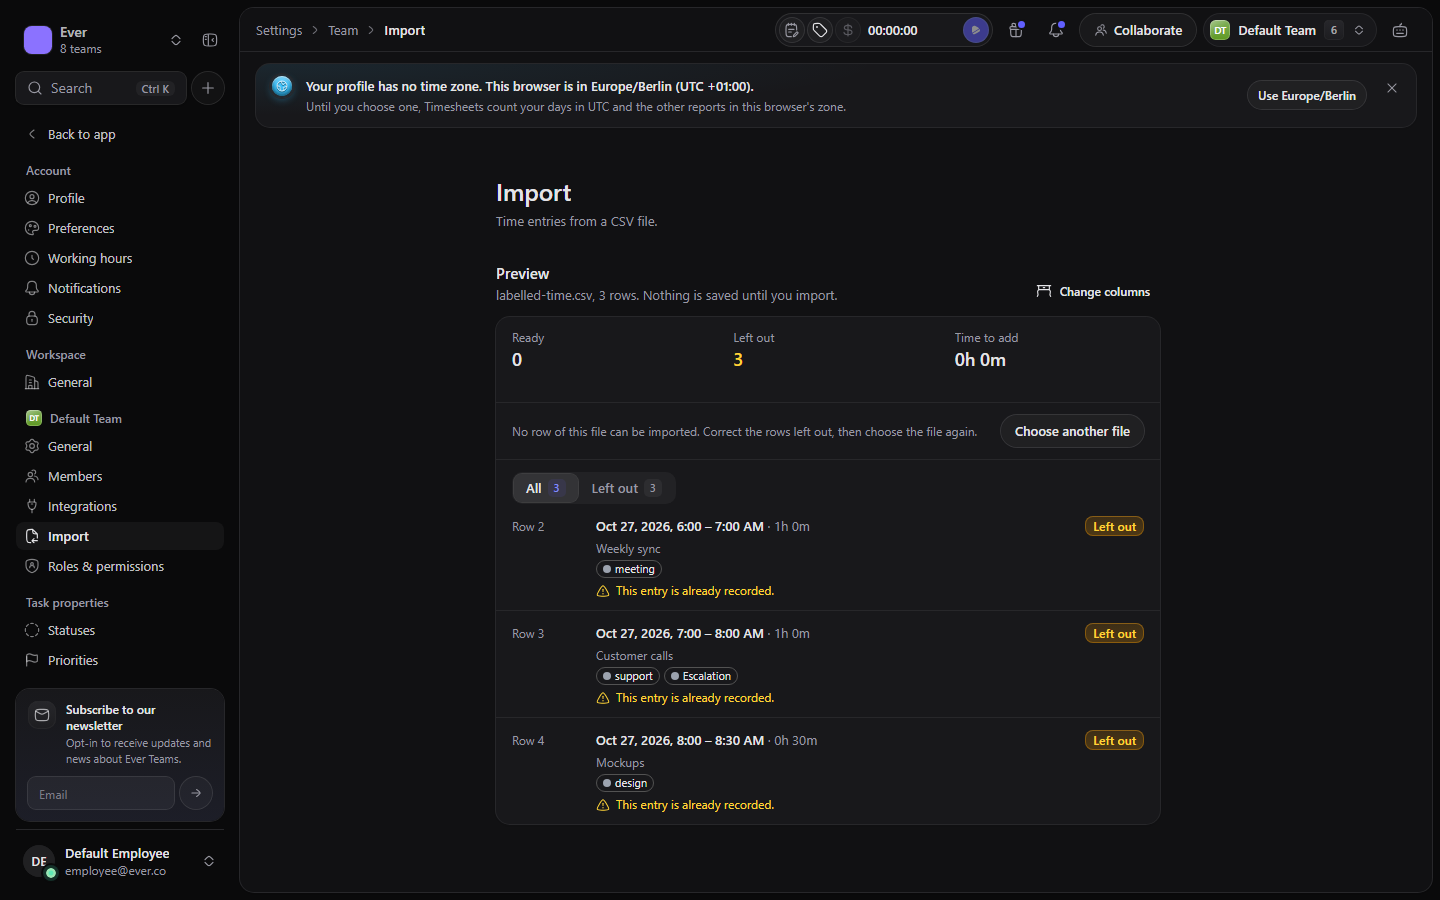 Ever
8 teams
Search
Ctrl K
Back to app
Account
Profile
Preferences
Working hours
Notifications
Security
Workspace
General
DT Default Team
General
Members
Integrations
Import
Roles & permissions
Task properties
Statuses
Priorities
Subscribe to our
newsletter
Opt-in to receive updates and
news about Ever Teams.
Email
DE
Default Employee
employee@ever.co
Settings > Team > Import
00:00:00
Collaborate
DT Default Team 6
Your profile has no time zone. This browser is in Europe/Berlin (UTC +01:00).
Until you choose one, Timesheets count your days in UTC and the other reports in this browser's zone.
Use Europe/Berlin
Import
Time entries from a CSV file.
Preview
labelled-time.csv, 3 rows. Nothing is saved until you import.
Change columns
Ready
0
Left out
3
Time to add
0h 0m
No row of this file can be imported. Correct the rows left out, then choose the file again.
Choose another file
All 3
Left out 3
Row 2
Oct 27, 2026, 6:00 – 7:00 AM · 1h 0m
Left out
Weekly sync
meeting
This entry is already recorded.
Row 3
Oct 27, 2026, 7:00 – 8:00 AM · 1h 0m
Left out
Customer calls
support
Escalation
This entry is already recorded.
Row 4
Oct 27, 2026, 8:00 – 8:30 AM · 0h 30m
Left out
Mockups
design
This entry is already recorded.